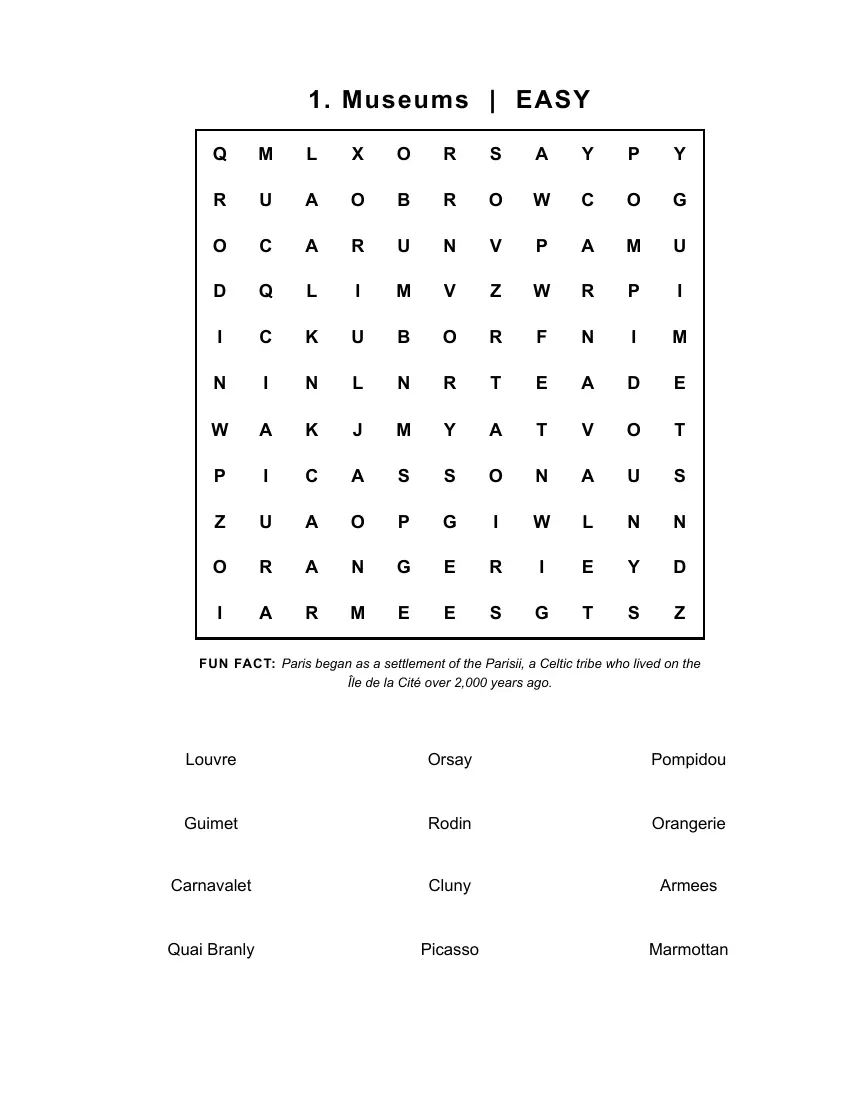 1. Museums | EASY
Q M L X O R S A Y P Y
R U A O B R O W C O G
O C A R U N V P A M U
D Q L I M V Z W R P I
I C K U B O R F N I M
N I N L N R T E A D E
W A K J M Y A T V O T
P I C A S S O N A U S
Z U A O P G I W L N N
O R A N G E R I E Y D
I A R M E E S G T S Z
FUN FACT: Paris began as a settlement of the Parisii, a Celtic tribe who lived on the
Île de la Cité over 2,000 years ago.
Louvre Orsay Pompidou
Guimet Rodin Orangerie
Carnavalet Cluny Armees
Quai Branly Picasso Marmottan